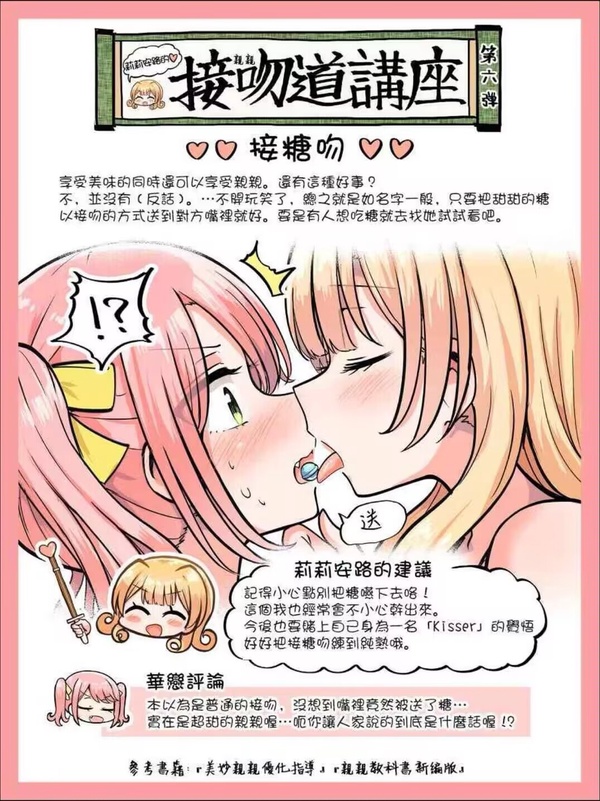 莉莉安路的♡
親親
接吻道講座
第六彈
♡♡ 接糖吻 ♡♡
享受美味的同時還可以享受親親。還有這種好事？
不，並沒有（反話）。…不開玩笑了，總之就是如名字一般，只要把甜甜的糖
以接吻的方式送到對方嘴裡就好。要是有人想吃糖就去找她試試看吧。
!?
送
莉莉安路的建議
記得小心點別把糖嚥下去咯！
這個我也經常會不小心幹出來。
今後也要賭上自己身為一名「Kisser」的覺悟
好好把接糖吻練到純熟哦。
華戀評論
本以為是普通的接吻，沒想到嘴裡竟然被送了糖…
實在是超甜的親親喔…呃你讓人家說的到底是什麼話喔!?
參考書籍：『美妙親親優化指導』『親親教科書新編版』